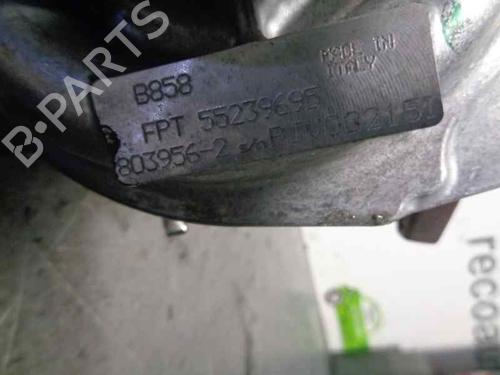 B858
MADE IN
ITALY
FPT 55239695
803956-2 s/n
recoa
B-PARTS